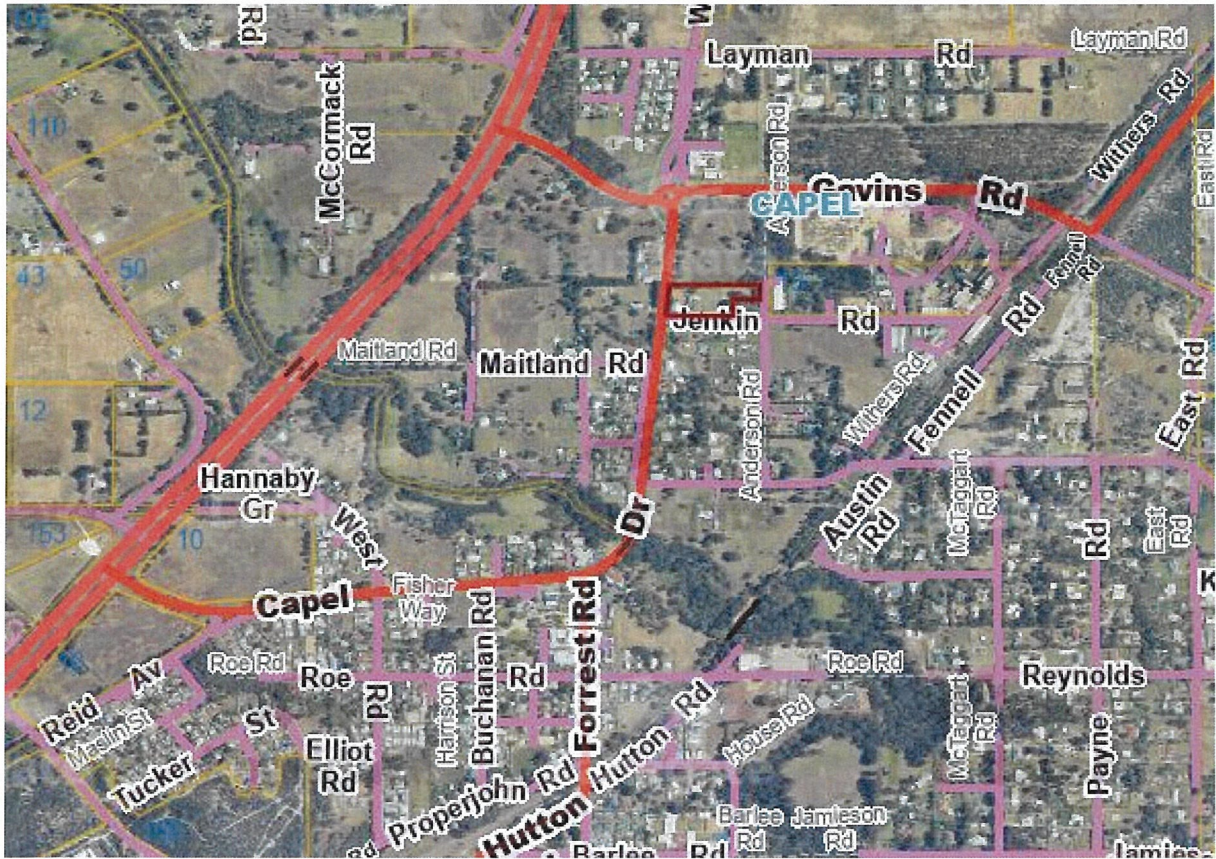 Rd
W
Layman Rd
Layman Rd
McCormack
Rd
110
Anderson Rd
Withers Rd
East Rd
Govins Rd
CAPEL
43
50
Fennell
Rd
Jenkin Rd
Maitland Rd
Maitland Rd
Fennell Rd
East Rd
12
Anderson Rd
Withers Rd
Hannaby
Gr
West
Dr
Austin
Rd
McTaggart
Rd
Rd
East
Rd
10
Capel
Fisher
Way
Buchanan Rd
Forrest Rd
K
Reid Av
Roe Rd
Roe Rd
Roe Rd
Reynolds
Rd
Harrison St
Maslin St
St
Rd
House Rd
McTaggart
Rd
Payne
Tucker
Elliot
Rd
Properjohn Rd
Hutton
Hutton
Barlee
Rd
Jamieson
Rd
Rd
Barlee Rd